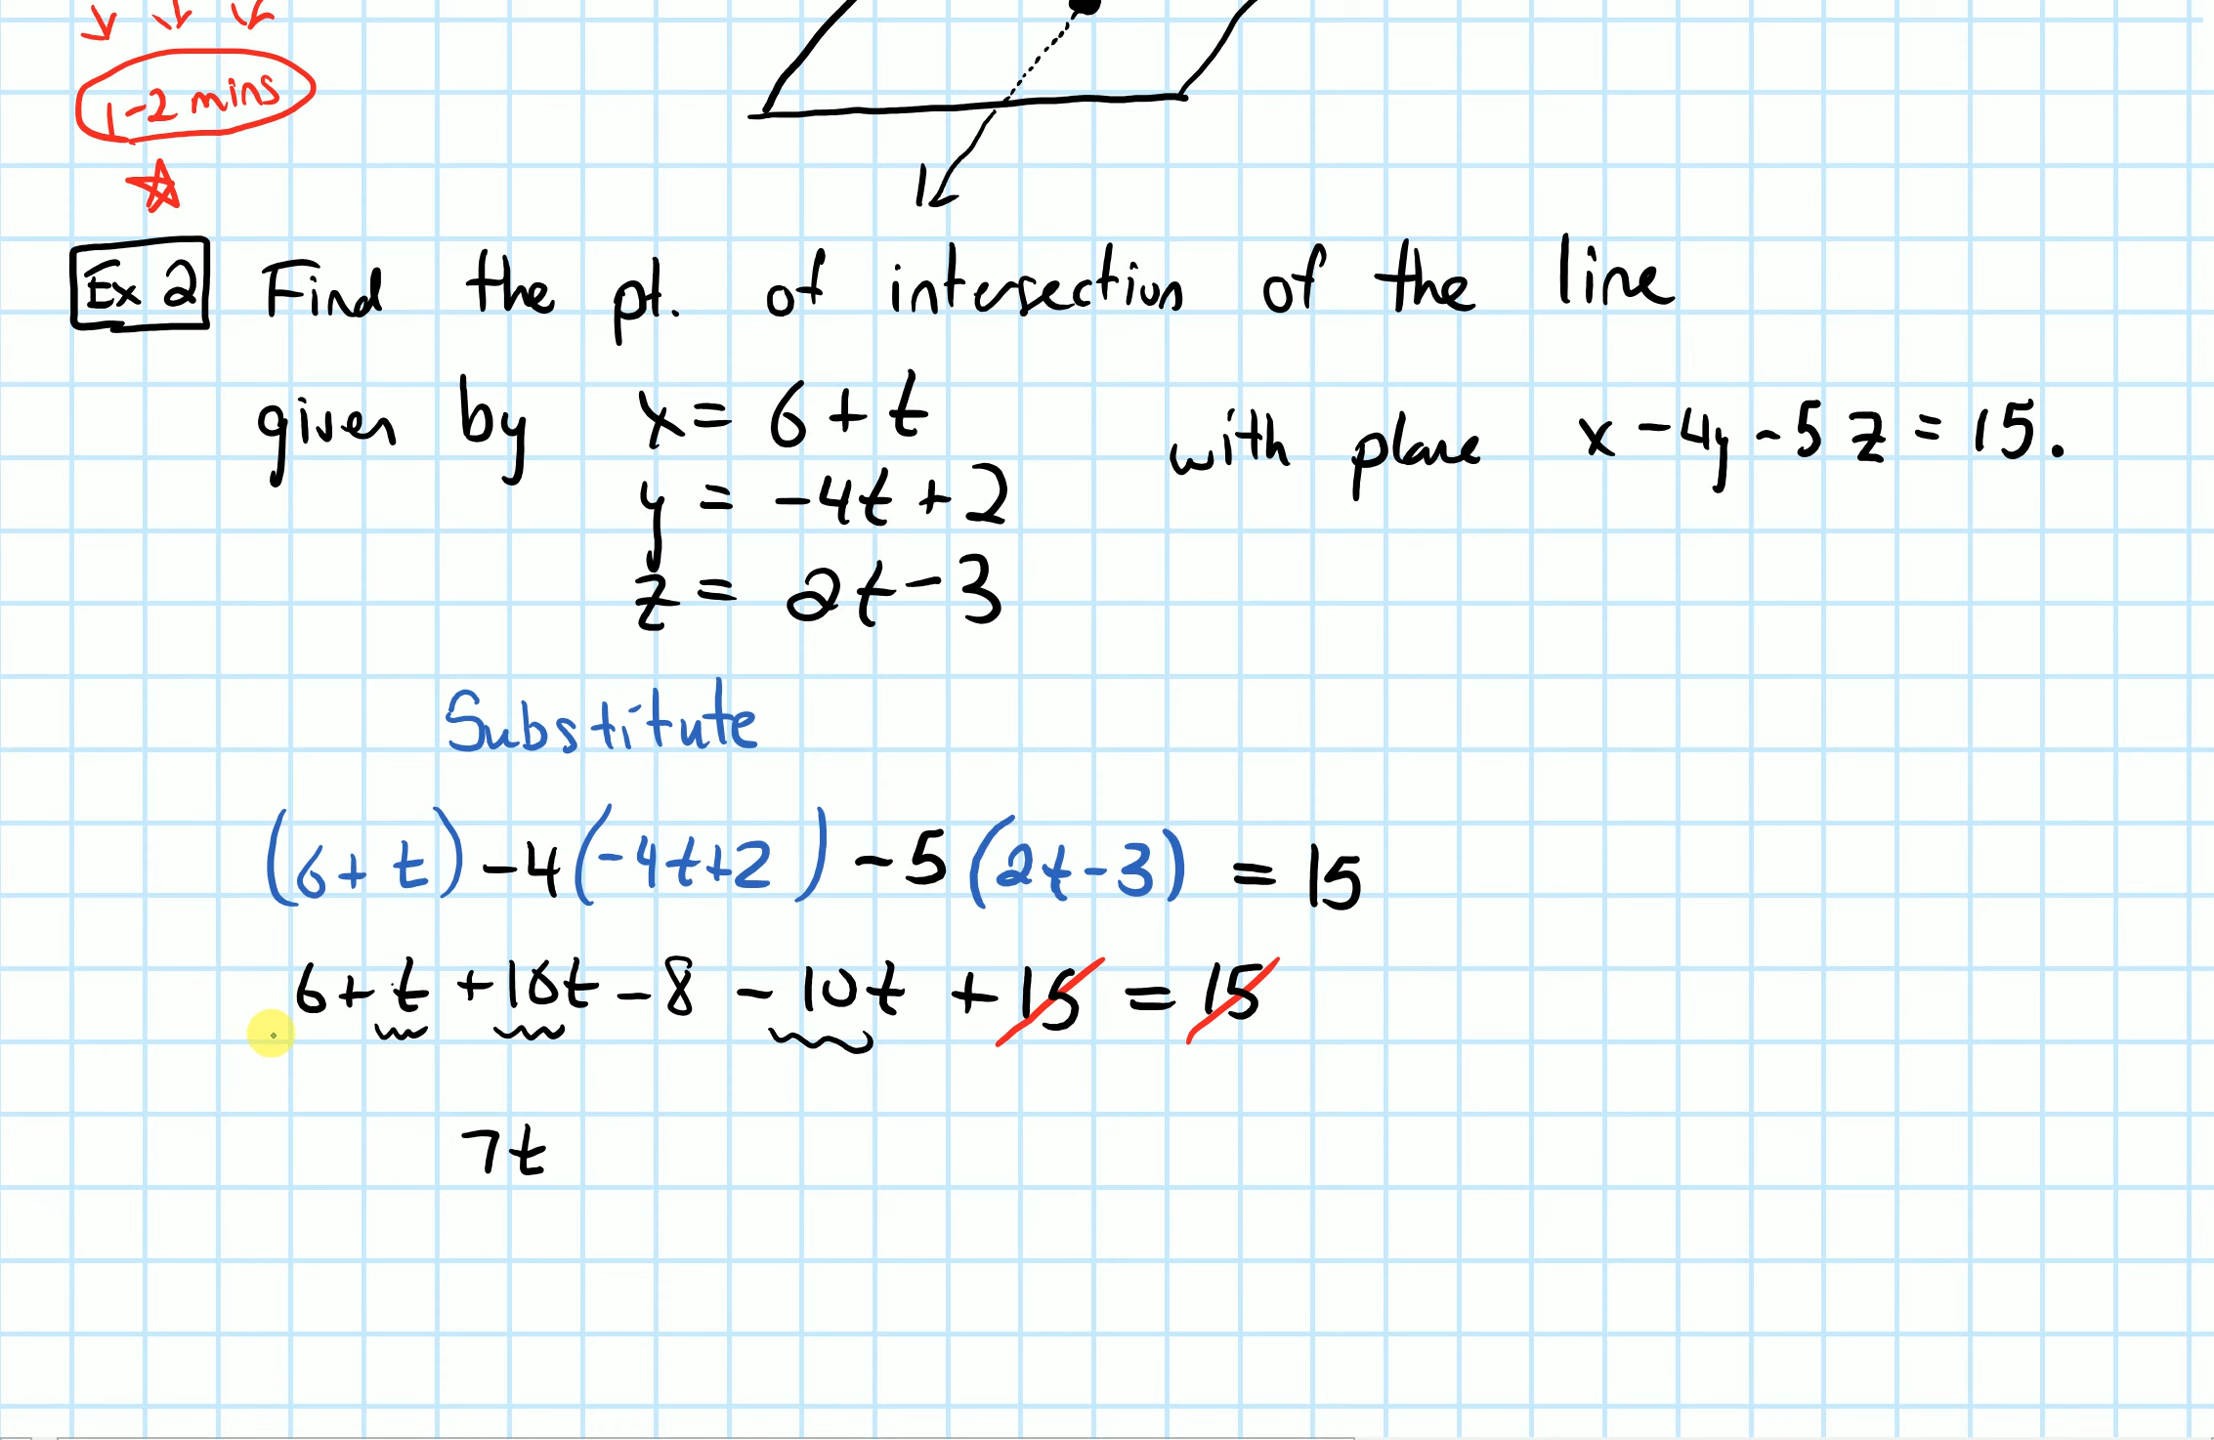 1-2 mins
Ex 2 Find the pt. of intersection of the line
given by x = 6 + t with plane x - 4y - 5z = 15.
y = -4t + 2
z = 2t - 3
Substitute
(6 + t) - 4(-4t+2) - 5(2t-3) = 15
6 + t + 16t - 8 - 10t + 15 = 15
7t